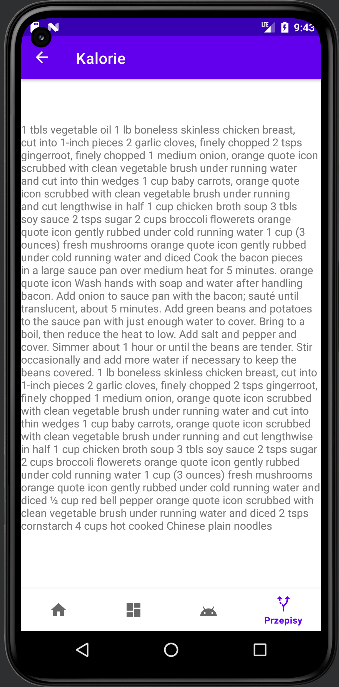 LTE 9:43
Kalorie
1 tbls vegetable oil 1 lb boneless skinless chicken breast,
cut into 1-inch pieces 2 garlic cloves, finely chopped 2 tsps
gingerroot, finely chopped 1 medium onion, orange quote icon
scrubbed with clean vegetable brush under running water
and cut into thin wedges 1 cup baby carrots, orange quote
icon scrubbed with clean vegetable brush under running
and cut lengthwise in half 1 cup chicken broth soup 3 tbls
soy sauce 2 tsps sugar 2 cups broccoli flowerets orange
quote icon gently rubbed under cold running water 1 cup (3
ounces) fresh mushrooms orange quote icon gently rubbed
under cold running water and diced Cook the bacon pieces
in a large sauce pan over medium heat for 5 minutes. orange
quote icon Wash hands with soap and water after handling
bacon. Add onion to sauce pan with the bacon; sauté until
translucent, about 5 minutes. Add green beans and potatoes
to the sauce pan with just enough water to cover. Bring to a
boil, then reduce the heat to low. Add salt and pepper and
cover. Simmer about 1 hour or until the beans are tender. Stir
occasionally and add more water if necessary to keep the
beans covered. 1 lb boneless skinless chicken breast, cut into
1-inch pieces 2 garlic cloves, finely chopped 2 tsps gingerroot,
finely chopped 1 medium onion, orange quote icon scrubbed
with clean vegetable brush under running water and cut into
thin wedges 1 cup baby carrots, orange quote icon scrubbed
with clean vegetable brush under running and cut lengthwise
in half 1 cup chicken broth soup 3 tbls soy sauce 2 tsps sugar
2 cups broccoli flowerets orange quote icon gently rubbed
under cold running water 1 cup (3 ounces) fresh mushrooms
orange quote icon gently rubbed under cold running water and
diced ½ cup red bell pepper orange quote icon scrubbed with
clean vegetable brush under running water and diced 2 tsps
cornstarch 4 cups hot cooked Chinese plain noodles
Przepisy